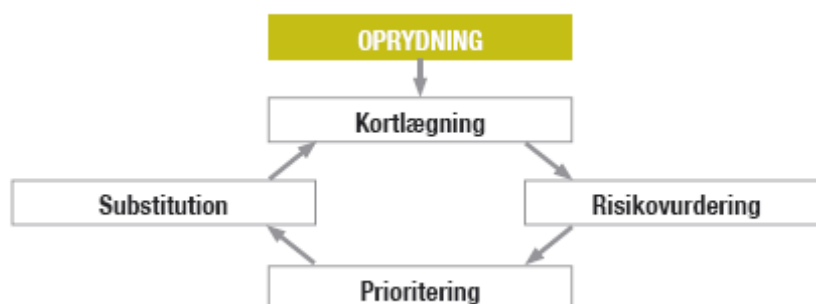 OPRYDNING
Kortlægning
Substitution
Risikovurdering
Prioritering